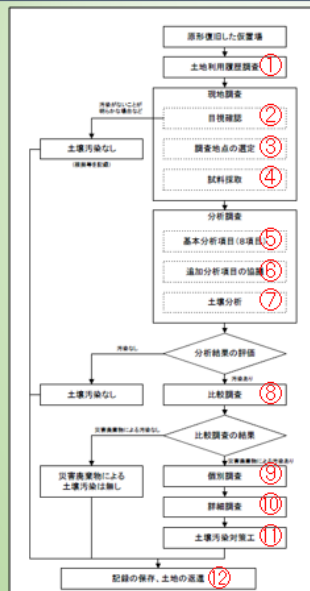 原形復旧した仮置場
土地利用履歴調査 ①
現地調査
汚染がないことが
明らかな場合など
目視確認 ②
土壌汚染なし
(根拠等を記録)
調査地点の選定 ③
試料採取 ④
分析調査
基本分析項目(8項目) ⑤
追加分析項目の協議 ⑥
土壌分析 ⑦
分析結果の評価
汚染なし
汚染あり
土壌汚染なし
比較調査 ⑧
災害廃棄物による汚染なし
比較調査の結果
災害廃棄物による汚染あり
災害廃棄物による
土壌汚染は無し
個別調査 ⑨
詳細調査 ⑩
土壌汚染対策工 ⑪
記録の保存、土地の返還 ⑫